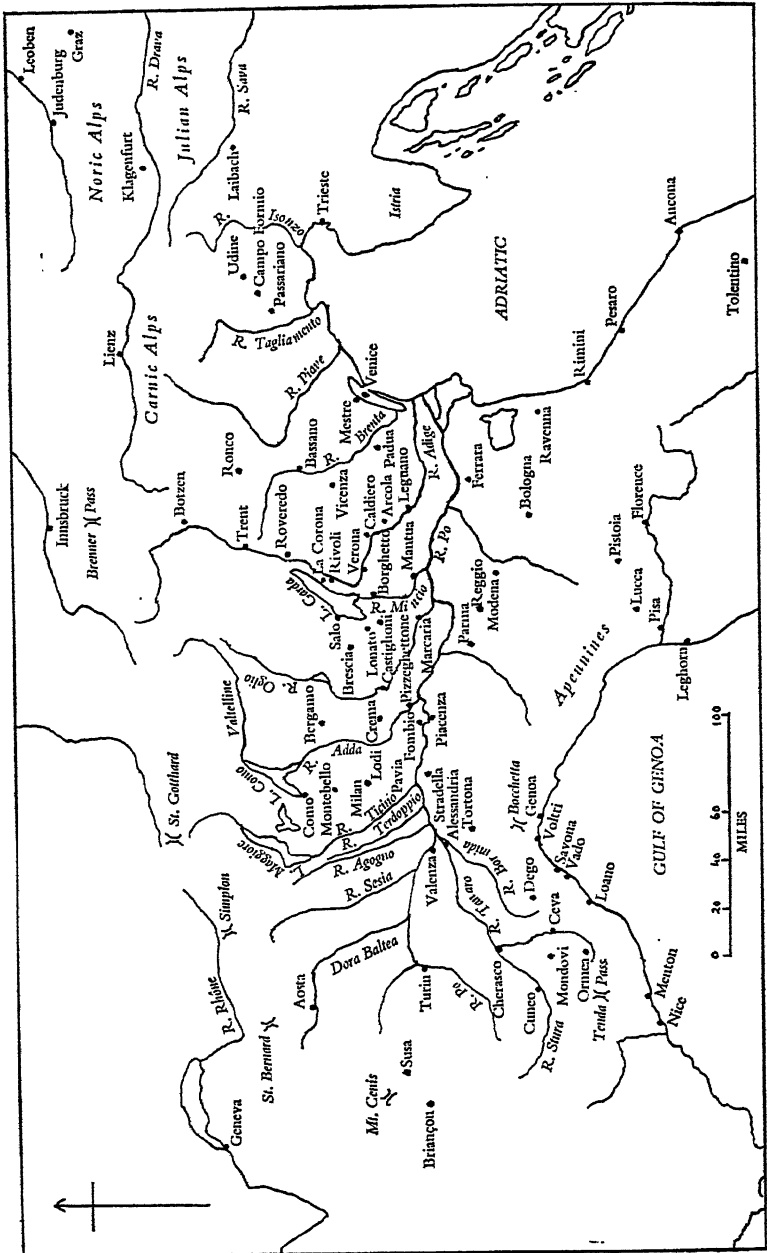 Leoben
Judenburg
Graz
R. Drava
Noric Alps
Julian Alps
R. Sava
Klagenfurt
Laibach
R. Isonzo
Trieste
Istria
Udine
Campo Formio
Passariano
Lienz
Carnic Alps
R. Tagliamento
R. Piave
Venice
Mestre
ADRIATIC
Ancona
Tolentino
Pesaro
Rimini
Innsbruck
Brenner Pass
Botzen
Trent
Ronco
Bassano
R. Brenta
Roveredo
Vicenza
Padua
La Corona
Rivoli
Caldiero
Arcola
Legnano
R. Adige
Verona
Borghetto
Mantua
R. Po
Ferrara
Ravenna
Bologna
L. Garda
R. Mincio
Salo
Lonato
Castiglione
Brescia
Pizzeghettone
Marcaria
Parma
Reggio
Modena
Pistoia
Florence
Lucca
Pisa
Leghorn
Apennines
Valtelline
R. Oglio
Bergamo
Crema
Fombio
Piacenza
R. Adda
L. Como
Como
Montebello
Milan
Lodi
Pavia
R. Ticino
R. Terdoppio
L. Maggiore
R. Agogno
R. Sesia
Stradella
Alessandria
Tortona
Valenza
Bocchetta
Genoa
Voltri
Savona
Vado
Loano
GULF OF GENOA
R. Bormida
Dego
R. Tanaro
Ceva
St. Gotthard
Simplon
R. Rhône
St. Bernard
Aosta
Dora Baltea
Turin
R. Po
Cherasco
Mondovi
Cuneo
Ormea
R. Stura
Tenda Pass
Menton
Nice
Geneva
Mt. Cenis
Susa
Briançon
0 20 40 60 100
MILES